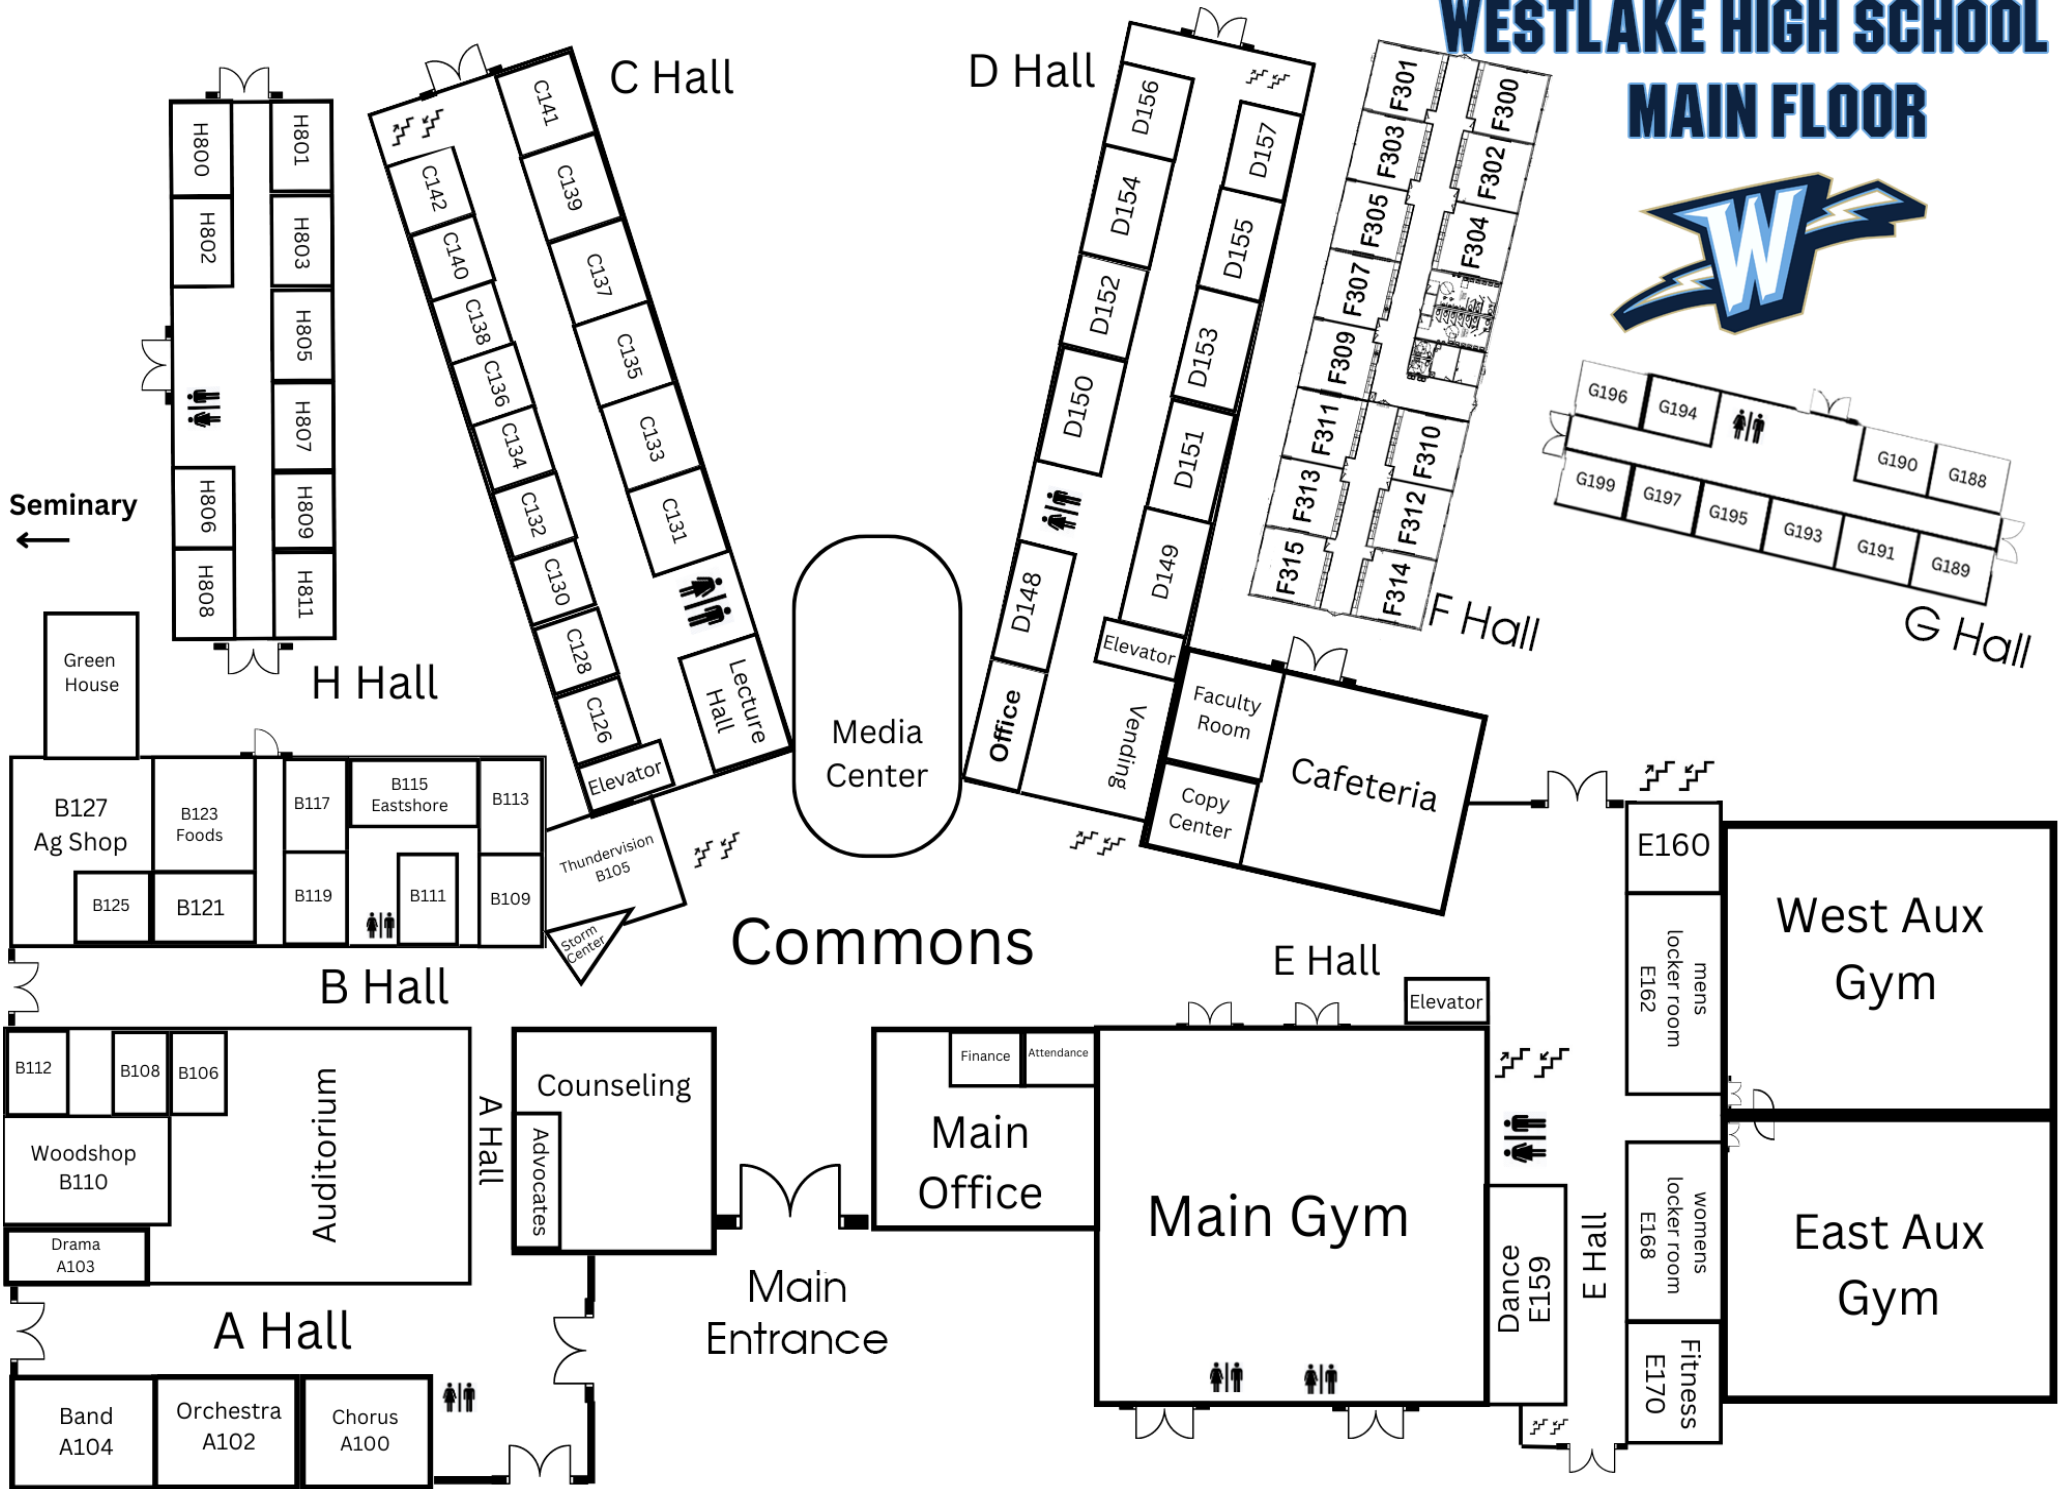 WESTLAKE HIGH SCHOOL
MAIN FLOOR
W
C Hall
D Hall
H800
H801
H802
H803
H805
H807
H806
H809
H808
H811
Seminary
H Hall
C141
C142
C139
C140
C137
C138
C135
C136
C133
C134
C131
C132
C130
C128
C126
Lecture
Hall
Elevator
Media
Center
D156
D157
D154
D155
D152
D153
D150
D151
D149
D148
Elevator
Office
Vending
F301
F300
F303
F302
F305
F304
F307
F309
F311
F310
F313
F312
F315
F314
F Hall
G196
G194
G190
G188
G199
G197
G195
G193
G191
G189
G Hall
Faculty
Room
Copy
Center
Cafeteria
Green
House
B127
Ag Shop
B123
Foods
B125
B121
B117
B115
Eastshore
B113
B119
B111
B109
Thundervision
B105
Storm
Center
Commons
B Hall
E Hall
Elevator
E160
mens
locker room
E162
West Aux
Gym
B112
B108
B106
Woodshop
B110
Drama
A103
Auditorium
A Hall
Counseling
Advocates
Finance
Attendance
Main
Office
Main Gym
Dance
E159
E Hall
womens
locker room
E168
Fitness
E170
East Aux
Gym
Main
Entrance
A Hall
Band
A104
Orchestra
A102
Chorus
A100